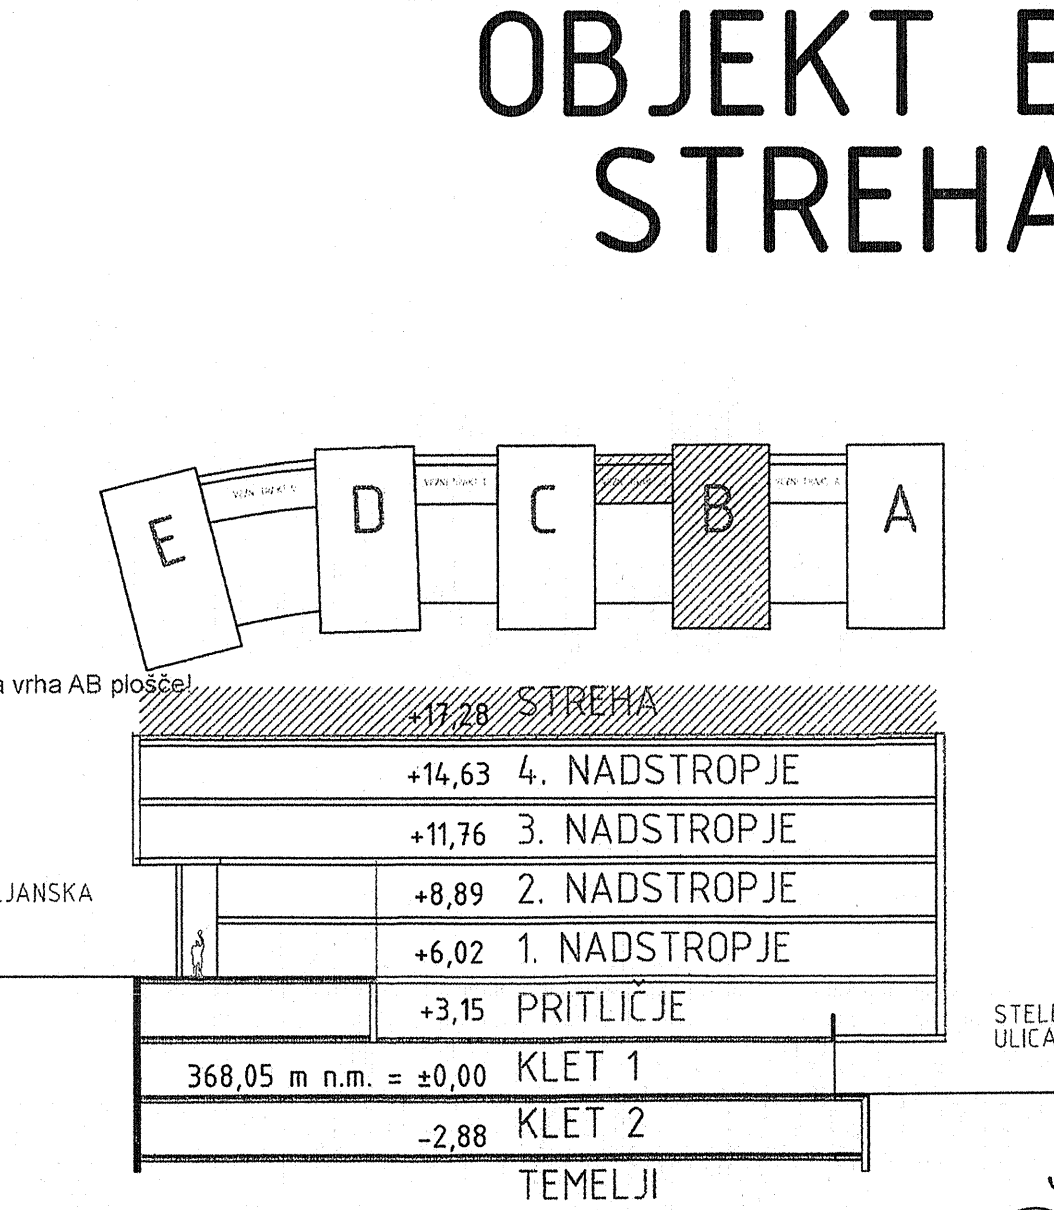 OBJEKT B
STREHA
E
D
C
B
A
a vrha AB plošče!
+17,28 STREHA
+14,63 4. NADSTROPJE
+11,76 3. NADSTROPJE
+8,89 2. NADSTROPJE
LJANSKA
+6,02 1. NADSTROPJE
+3,15 PRITLIČJE
STELE
ULICA
368,05 m n.m. = ±0,00 KLET 1
-2,88 KLET 2
TEMELJI